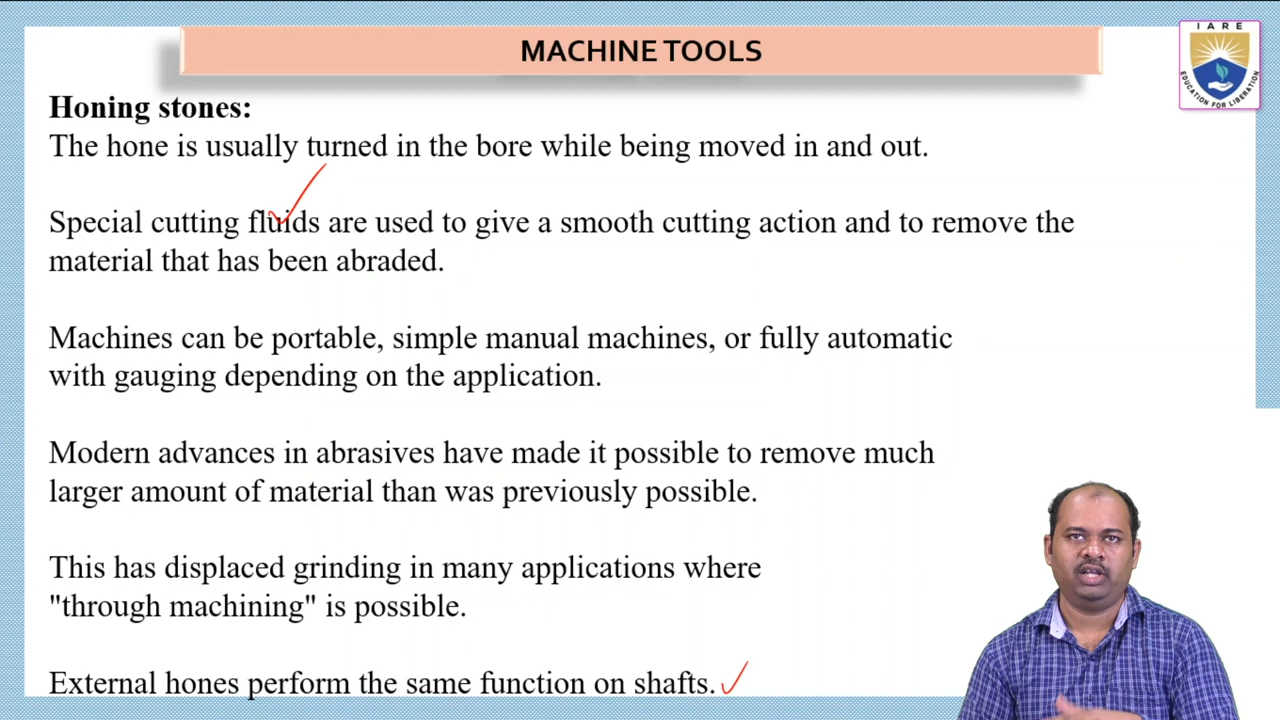 MACHINE TOOLS
IARE
EDUCATION FOR LIBERATION
Honing stones:
The hone is usually turned in the bore while being moved in and out.
Special cutting fluids are used to give a smooth cutting action and to remove the
material that has been abraded.
Machines can be portable, simple manual machines, or fully automatic
with gauging depending on the application.
Modern advances in abrasives have made it possible to remove much
larger amount of material than was previously possible.
This has displaced grinding in many applications where
"through machining" is possible.
External hones perform the same function on shafts.